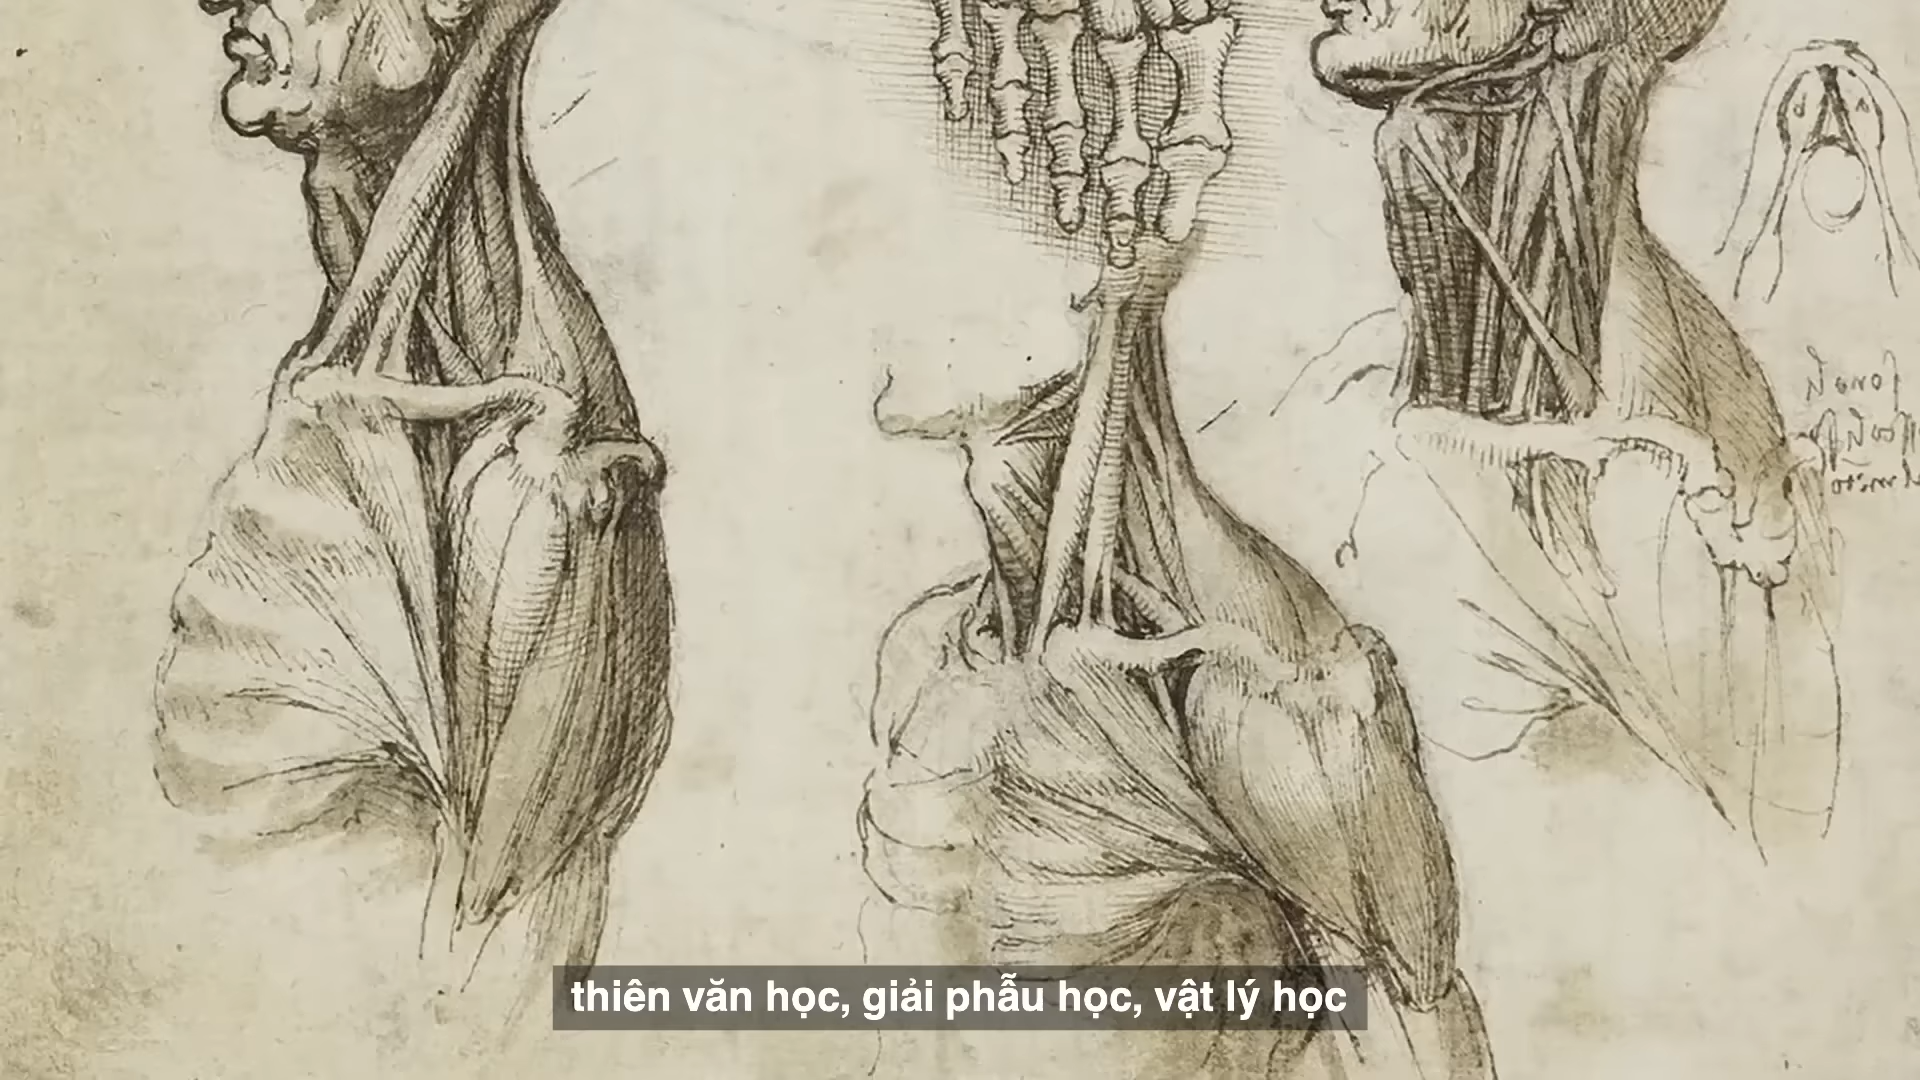 thiên văn học, giải phẫu học, vật lý học